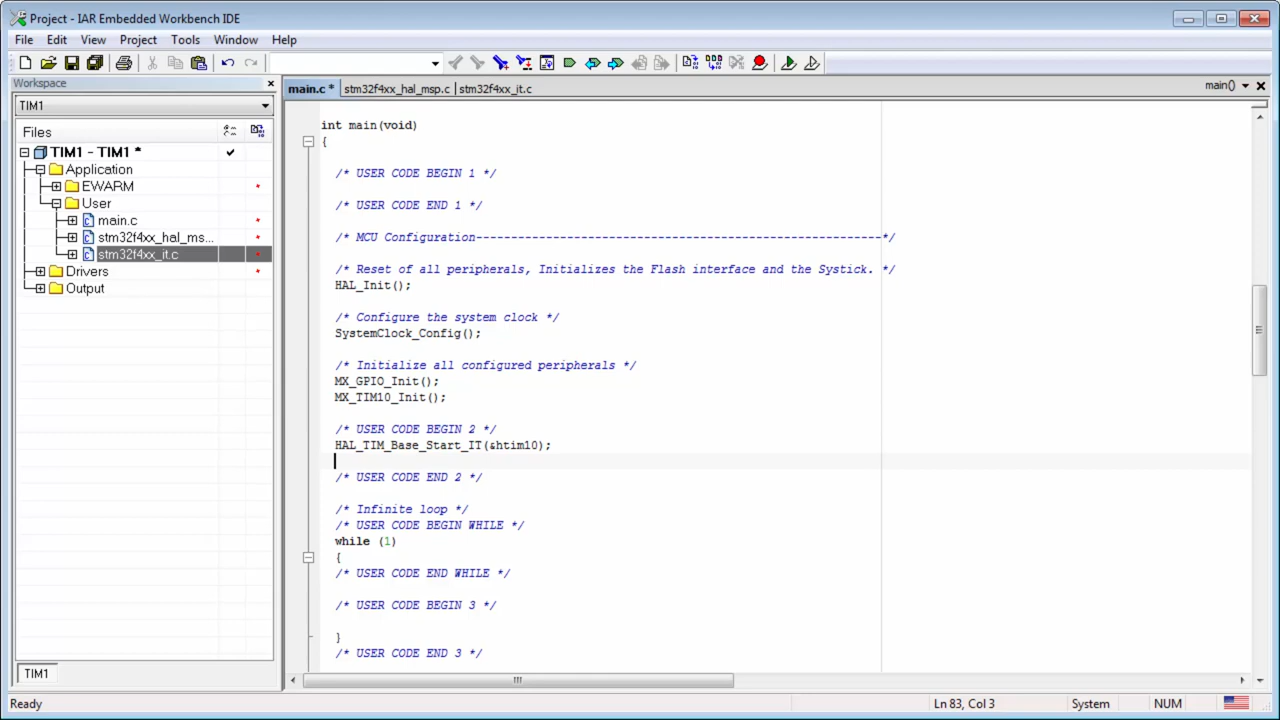 Project - IAR Embedded Workbench IDE
File Edit View Project Tools Window Help
Workspace
main.c * stm32f4xx_hal_msp.c stm32f4xx_it.c main()
TIM1
Files
TIM1 - TIM1 *
Application
EWARM
User
main.c
stm32f4xx_hal_ms...
stm32f4xx_it.c
Drivers
Output
int main(void)
{
/* USER CODE BEGIN 1 */
/* USER CODE END 1 */
/* MCU Configuration----------------------------------------------------------*/
/* Reset of all peripherals, Initializes the Flash interface and the Systick. */
HAL_Init();
/* Configure the system clock */
SystemClock_Config();
/* Initialize all configured peripherals */
MX_GPIO_Init();
MX_TIM10_Init();
/* USER CODE BEGIN 2 */
HAL_TIM_Base_Start_IT(&htim10);
/* USER CODE END 2 */
/* Infinite loop */
/* USER CODE BEGIN WHILE */
while (1)
{
/* USER CODE END WHILE */
/* USER CODE BEGIN 3 */
}
/* USER CODE END 3 */
TIM1
Ready Ln 83, Col 3 System NUM